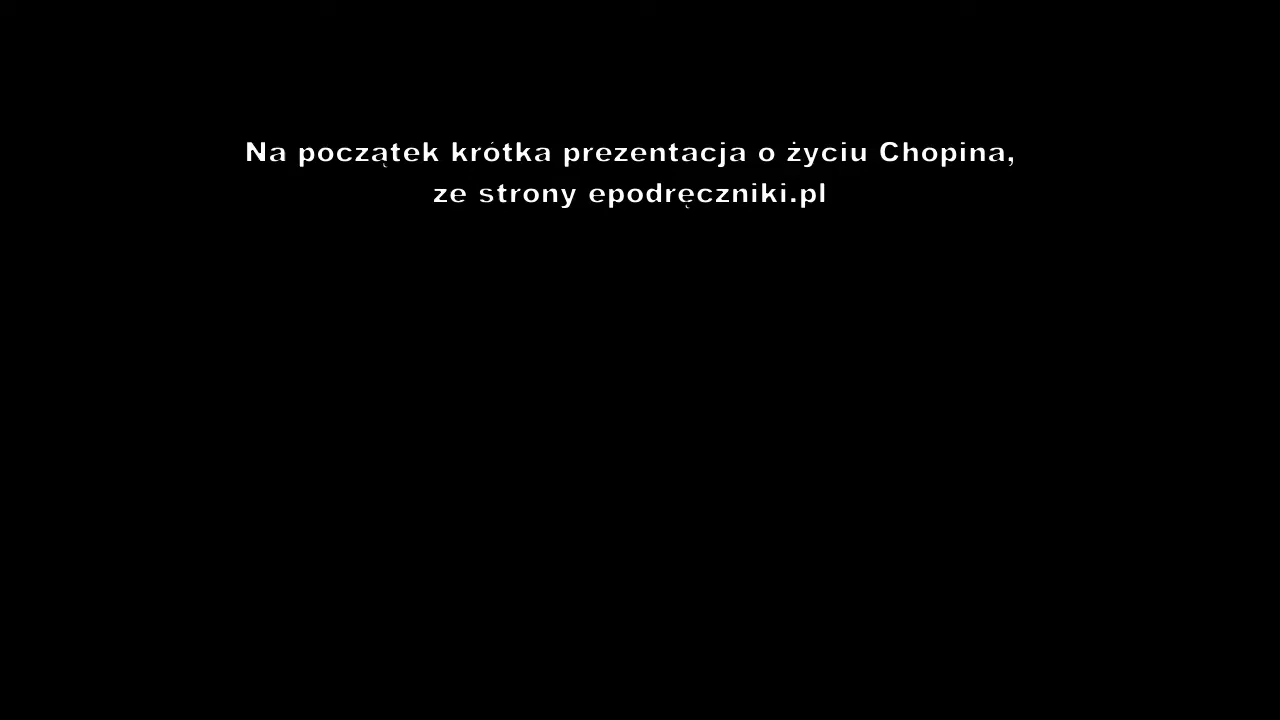 Na początek krótka prezentacja o życiu Chopina,
ze strony epodręczniki.pl